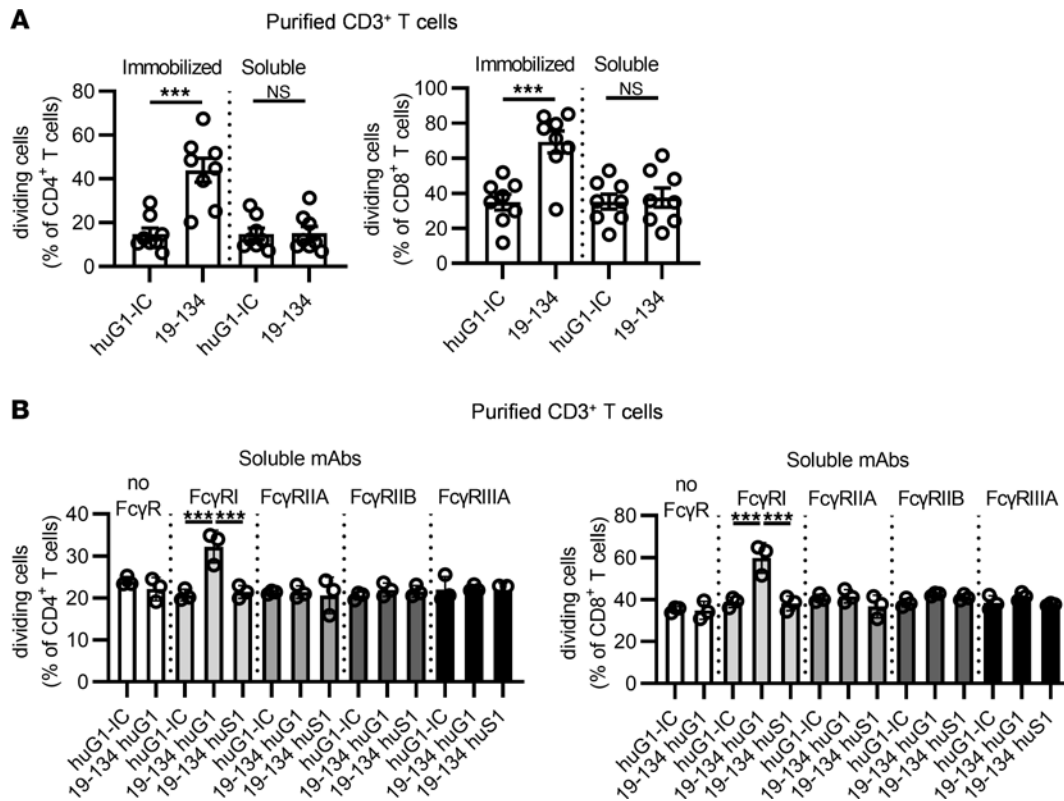 A
Purified CD3+ T cells
Immobilized Soluble
*** NS
80
60
40
20
0
dividing cells
(% of CD4+ T cells)
huG1-IC
19-134
huG1-IC
19-134
Immobilized Soluble
*** NS
100
80
60
40
20
0
dividing cells
(% of CD8+ T cells)
huG1-IC
19-134
huG1-IC
19-134
B
Purified CD3+ T cells
Soluble mAbs
no
FcγR FcγRI FcγRIIA FcγRIIB FcγRIIIA
*** ***
40
30
20
10
0
dividing cells
(% of CD4+ T cells)
huG1-IC
19-134 huG1
huG1-IC
19-134 huG1
19-134 huS1
huG1-IC
19-134 huG1
19-134 huS1
huG1-IC
19-134 huG1
19-134 huS1
huG1-IC
19-134 huG1
19-134 huS1
Soluble mAbs
no
FcγR FcγRI FcγRIIA FcγRIIB FcγRIIIA
*** ***
80
60
40
20
0
dividing cells
(% of CD8+ T cells)
huG1-IC
19-134 huG1
huG1-IC
19-134 huG1
19-134 huS1
huG1-IC
19-134 huG1
19-134 huS1
huG1-IC
19-134 huG1
19-134 huS1
huG1-IC
19-134 huG1
19-134 huS1